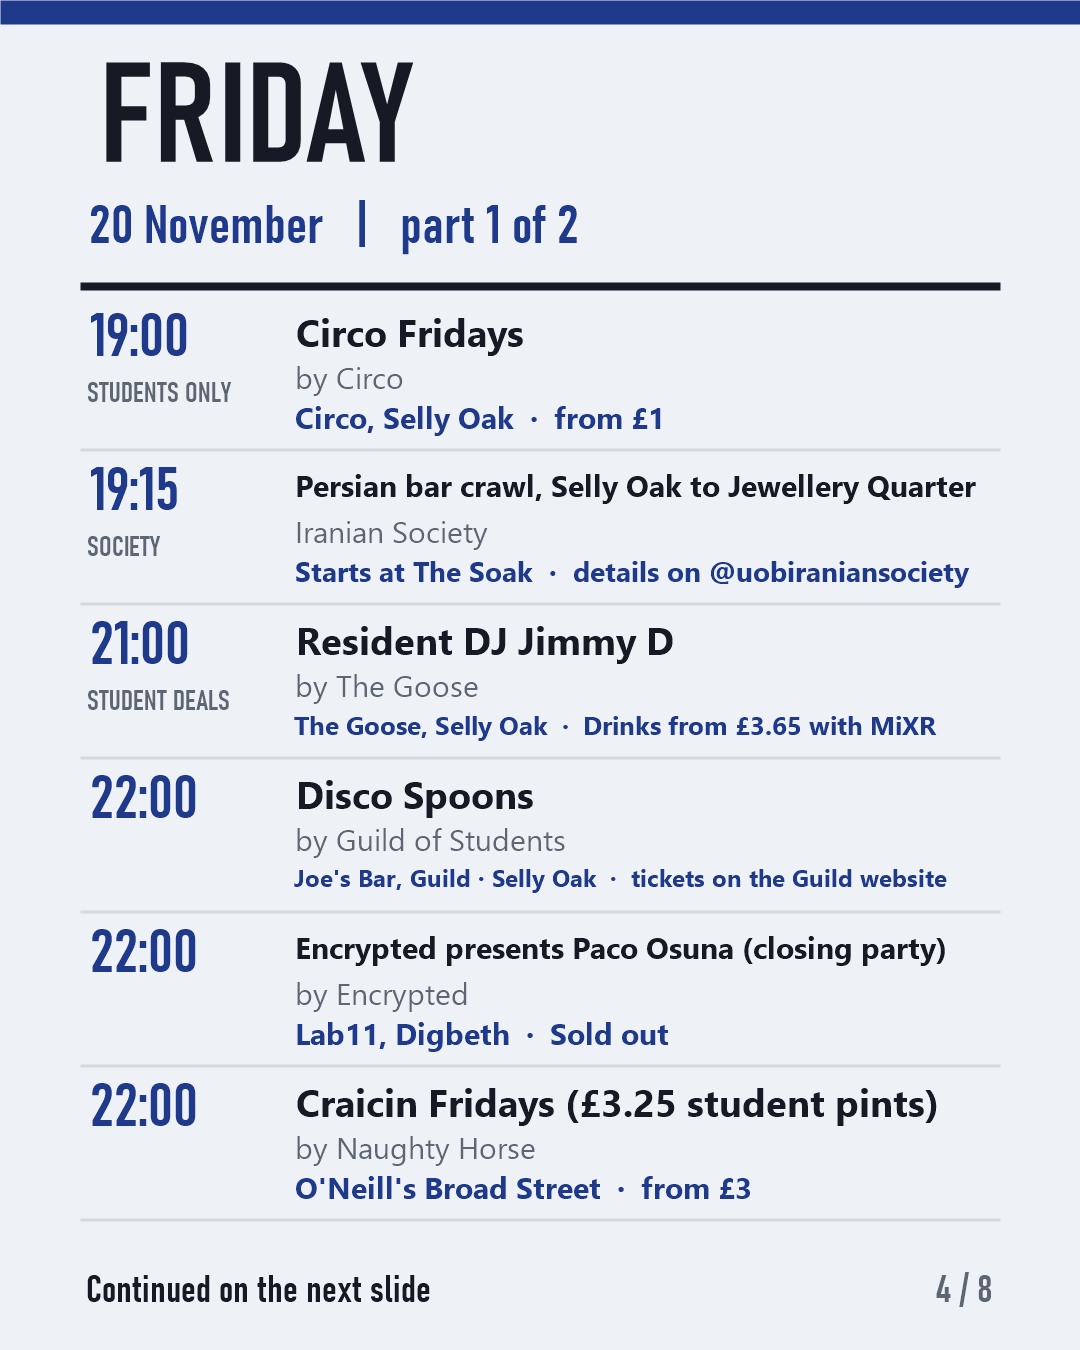 FRIDAY
20 November | part 1 of 2
19:00
STUDENTS ONLY
Circo Fridays
by Circo
Circo, Selly Oak · from £1
19:15
SOCIETY
Persian bar crawl, Selly Oak to Jewellery Quarter
Iranian Society
Starts at The Soak · details on @uobiraniansociety
21:00
STUDENT DEALS
Resident DJ Jimmy D
by The Goose
The Goose, Selly Oak · Drinks from £3.65 with MiXR
22:00
Disco Spoons
by Guild of Students
Joe's Bar, Guild · Selly Oak · tickets on the Guild website
22:00
Encrypted presents Paco Osuna (closing party)
by Encrypted
Lab11, Digbeth · Sold out
22:00
Craicin Fridays (£3.25 student pints)
by Naughty Horse
O'Neill's Broad Street · from £3
Continued on the next slide
4 / 8